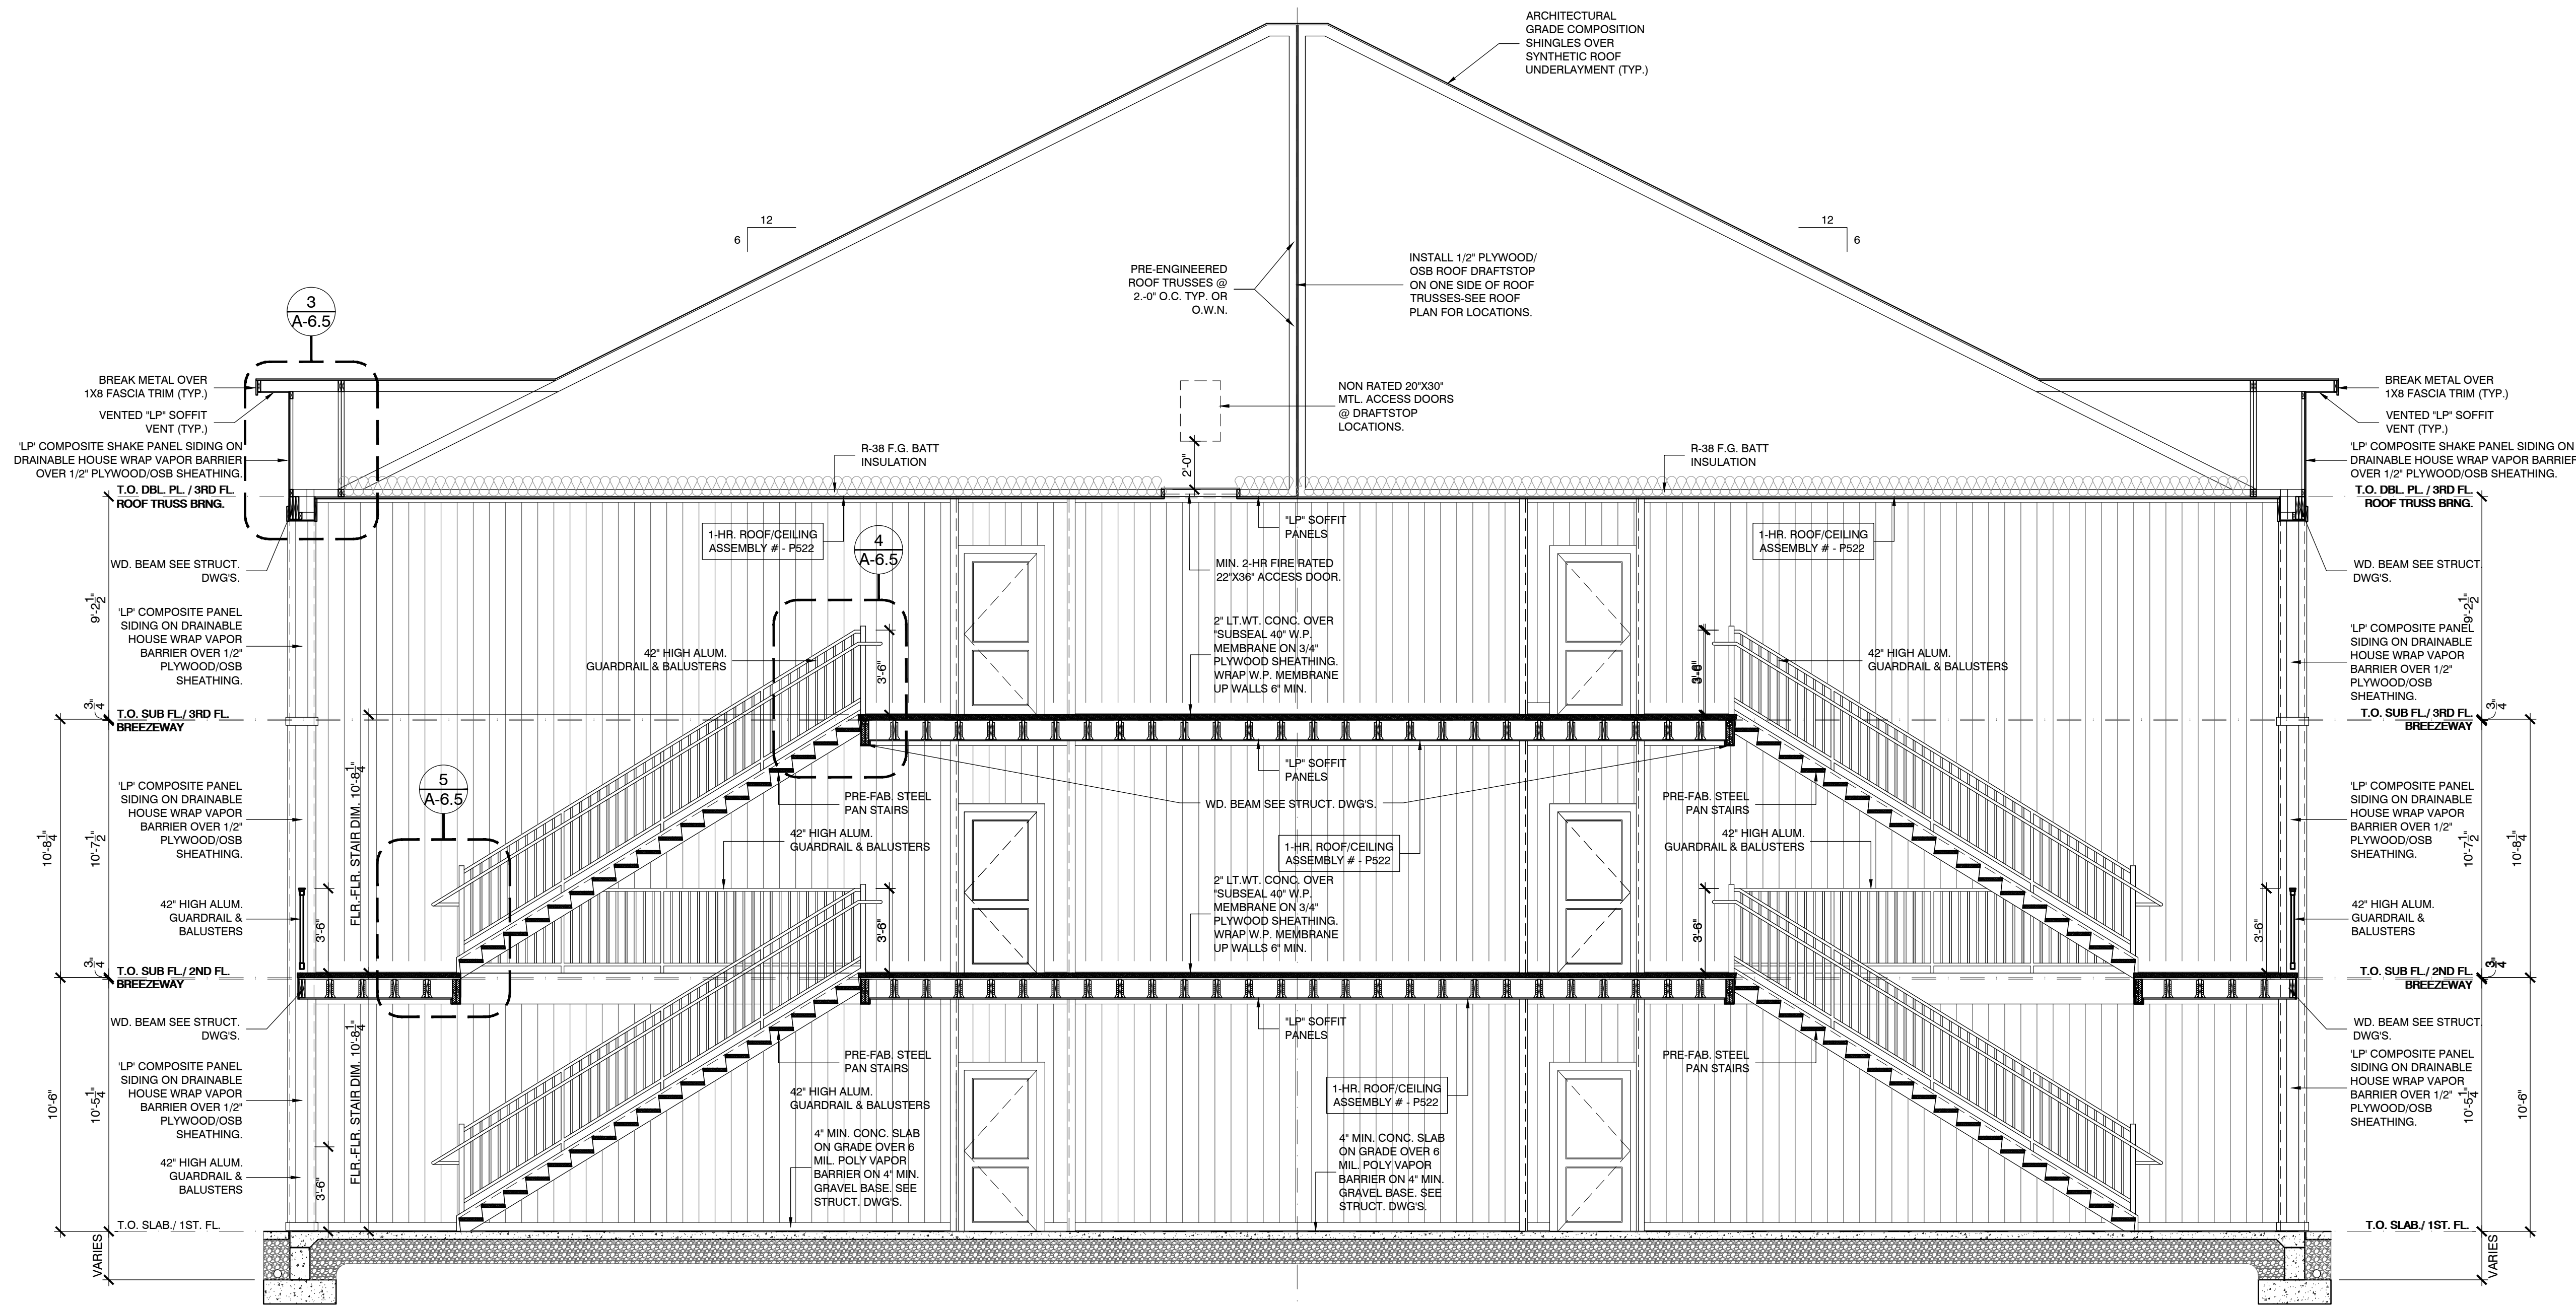 ARCHITECTURAL
GRADE COMPOSITION
SHINGLES OVER
SYNTHETIC ROOF
UNDERLAYMENT (TYP.)
12
6
12
6
PRE-ENGINEERED
ROOF TRUSSES @
2.-0" O.C. TYP. OR
O.W.N.
INSTALL 1/2" PLYWOOD/
OSB ROOF DRAFTSTOP
ON ONE SIDE OF ROOF
TRUSSES-SEE ROOF
PLAN FOR LOCATIONS.
3
A-6.5
BREAK METAL OVER
1X8 FASCIA TRIM (TYP.)
VENTED "LP" SOFFIT
VENT (TYP.)
'LP' COMPOSITE SHAKE PANEL SIDING ON
DRAINABLE HOUSE WRAP VAPOR BARRIER
OVER 1/2" PLYWOOD/OSB SHEATHING.
T.O. DBL. PL. / 3RD FL.
ROOF TRUSS BRNG.
NON RATED 20"X30"
MTL. ACCESS DOORS
@ DRAFTSTOP
LOCATIONS.
R-38 F.G. BATT
INSULATION
2'-0"
R-38 F.G. BATT
INSULATION
BREAK METAL OVER
1X8 FASCIA TRIM (TYP.)
VENTED "LP" SOFFIT
VENT (TYP.)
'LP' COMPOSITE SHAKE PANEL SIDING ON
DRAINABLE HOUSE WRAP VAPOR BARRIER
OVER 1/2" PLYWOOD/OSB SHEATHING.
T.O. DBL. PL. / 3RD FL.
ROOF TRUSS BRNG.
1-HR. ROOF/CEILING
ASSEMBLY # - P522
4
A-6.5
"LP" SOFFIT
PANELS
MIN. 2-HR FIRE RATED
22"X36" ACCESS DOOR.
1-HR. ROOF/CEILING
ASSEMBLY # - P522
WD. BEAM SEE STRUCT.
DWG'S.
WD. BEAM SEE STRUCT.
DWG'S.
9'-2 1/2"
'LP' COMPOSITE PANEL
SIDING ON DRAINABLE
HOUSE WRAP VAPOR
BARRIER OVER 1/2"
PLYWOOD/OSB
SHEATHING.
42" HIGH ALUM.
GUARDRAIL & BALUSTERS
3'-6"
2" LT.WT. CONC. OVER
"SUBSEAL 40" W.P.
MEMBRANE ON 3/4"
PLYWOOD SHEATHING.
WRAP W.P. MEMBRANE
UP WALLS 6" MIN.
3'-6"
42" HIGH ALUM.
GUARDRAIL & BALUSTERS
'LP' COMPOSITE PANEL
SIDING ON DRAINABLE
HOUSE WRAP VAPOR
BARRIER OVER 1/2"
PLYWOOD/OSB
SHEATHING.
9'-2 1/2"
3/4"
T.O. SUB FL./ 3RD FL.
BREEZEWAY
T.O. SUB FL./ 3RD FL.
BREEZEWAY
3/4"
5
A-6.5
FLR.-FLR. STAIR DIM. 10'-8 1/4"
"LP" SOFFIT
PANELS
PRE-FAB. STEEL
PAN STAIRS
WD. BEAM SEE STRUCT. DWG'S.
PRE-FAB. STEEL
PAN STAIRS
'LP' COMPOSITE PANEL
SIDING ON DRAINABLE
HOUSE WRAP VAPOR
BARRIER OVER 1/2"
PLYWOOD/OSB
SHEATHING.
10'-8 1/4"
10'-7 1/2"
42" HIGH ALUM.
GUARDRAIL & BALUSTERS
1-HR. ROOF/CEILING
ASSEMBLY # - P522
42" HIGH ALUM.
GUARDRAIL & BALUSTERS
'LP' COMPOSITE PANEL
SIDING ON DRAINABLE
HOUSE WRAP VAPOR
BARRIER OVER 1/2"
PLYWOOD/OSB
SHEATHING.
10'-7 1/2"
10'-8 1/4"
42" HIGH ALUM.
GUARDRAIL &
BALUSTERS
3'-6"
3'-6"
2" LT.WT. CONC. OVER
"SUBSEAL 40" W.P.
MEMBRANE ON 3/4"
PLYWOOD SHEATHING.
WRAP W.P. MEMBRANE
UP WALLS 6" MIN.
3'-6"
3'-6"
42" HIGH ALUM.
GUARDRAIL &
BALUSTERS
3/4"
T.O. SUB FL./ 2ND FL.
BREEZEWAY
T.O. SUB FL./ 2ND FL.
BREEZEWAY
3/4"
WD. BEAM SEE STRUCT.
DWG'S.
FLR.-FLR. STAIR DIM. 10'-8 1/4"
"LP" SOFFIT
PANELS
WD. BEAM SEE STRUCT.
DWG'S.
PRE-FAB. STEEL
PAN STAIRS
PRE-FAB. STEEL
PAN STAIRS
'LP' COMPOSITE PANEL
SIDING ON DRAINABLE
HOUSE WRAP VAPOR
BARRIER OVER 1/2"
PLYWOOD/OSB
SHEATHING.
10'-6"
10'-5 1/4"
42" HIGH ALUM.
GUARDRAIL & BALUSTERS
1-HR. ROOF/CEILING
ASSEMBLY # - P522
'LP' COMPOSITE PANEL
SIDING ON DRAINABLE
HOUSE WRAP VAPOR
BARRIER OVER 1/2"
PLYWOOD/OSB
SHEATHING.
10'-5 1/4"
10'-6"
42" HIGH ALUM.
GUARDRAIL &
BALUSTERS
3'-6"
4" MIN. CONC. SLAB
ON GRADE OVER 6
MIL. POLY VAPOR
BARRIER ON 4" MIN.
GRAVEL BASE. SEE
STRUCT. DWG'S.
4" MIN. CONC. SLAB
ON GRADE OVER 6
MIL. POLY VAPOR
BARRIER ON 4" MIN.
GRAVEL BASE. SEE
STRUCT. DWG'S.
T.O. SLAB./ 1ST. FL.
T.O. SLAB./ 1ST. FL.
VARIES
VARIES